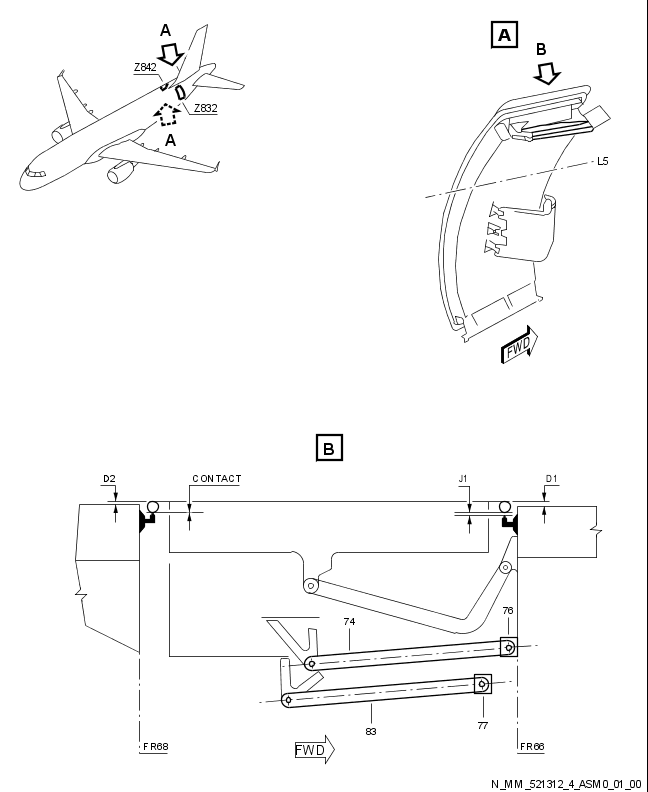 A
Z842
Z832
A
A
B
L5
FWD
B
D2
CONTACT
J1
D1
76
74
83
77
FR68
FWD
FR66
N_MM_521312_4_ASM0_01_00